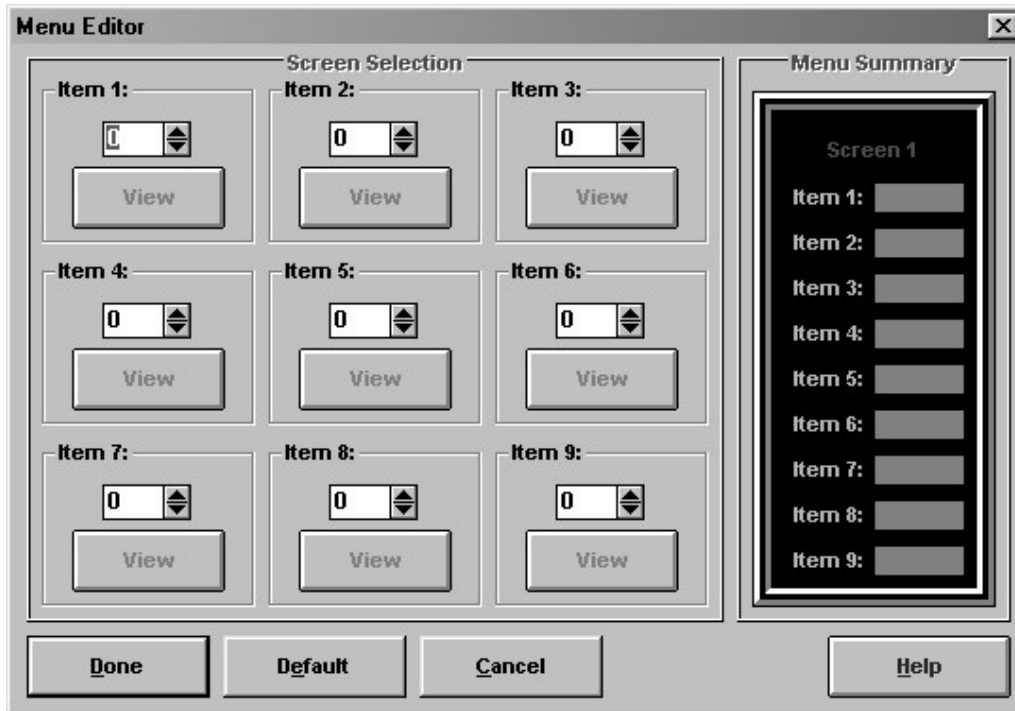 Menu Editor
Screen Selection
Item 1: Item 2: Item 3:
0 0 0
View View View
Item 4: Item 5: Item 6:
0 0 0
View View View
Item 7: Item 8: Item 9:
0 0 0
View View View
Menu Summary
Screen 1
Item 1:
Item 2:
Item 3:
Item 4:
Item 5:
Item 6:
Item 7:
Item 8:
Item 9:
Done Default Cancel Help